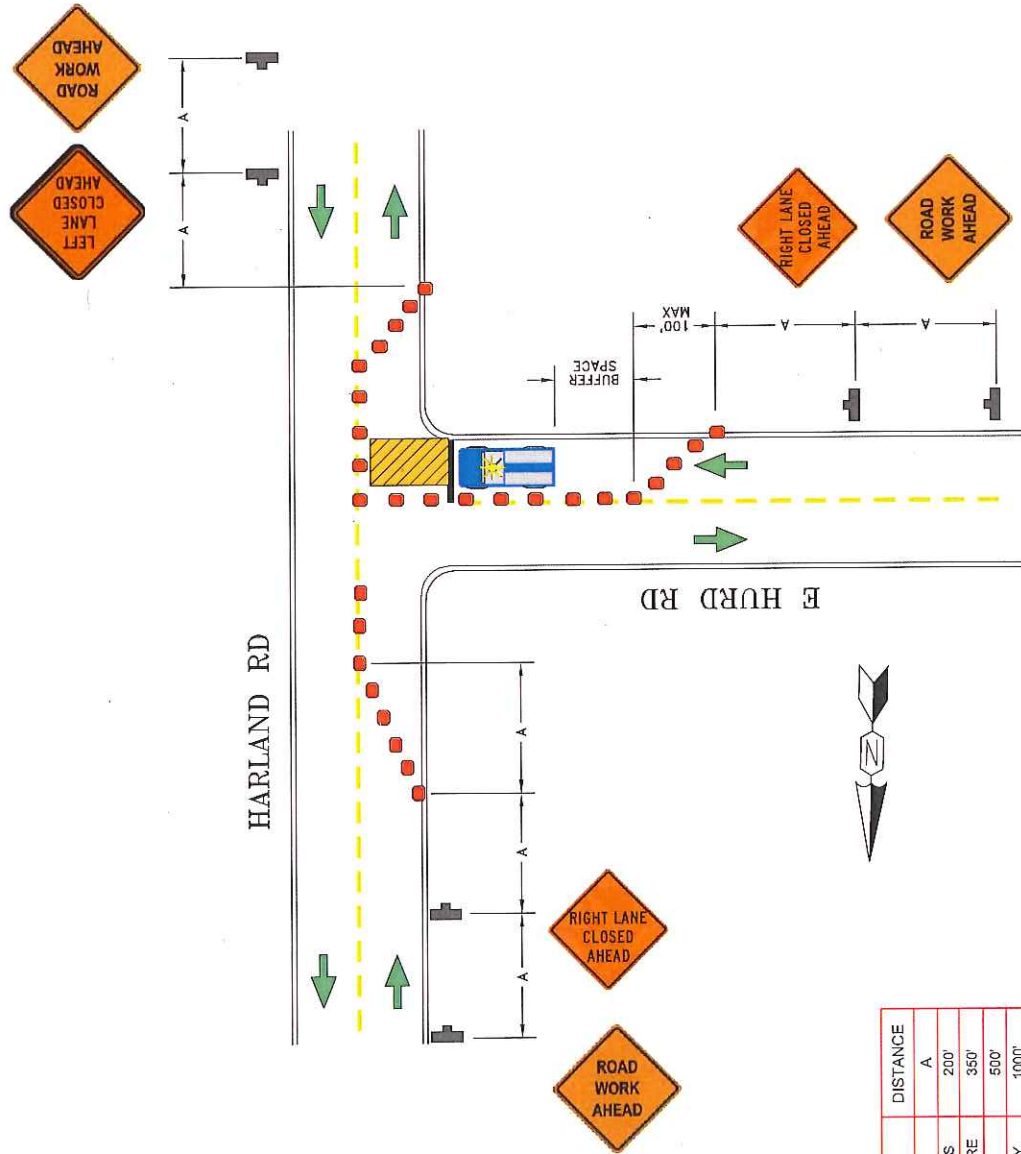 ROAD
WORK
AHEAD
LEFT
LANE
CLOSED
AHEAD
A
A
RIGHT LANE
CLOSED
AHEAD
ROAD
WORK
AHEAD
100'
MAX
A
A
BUFFER
SPACE
E HURD RD
HARLAND RD
N
A
A
A
RIGHT LANE
CLOSED
AHEAD
ROAD
WORK
AHEAD
DISTANCE
A
200'
350'
500'
1000'
S
RE
Y